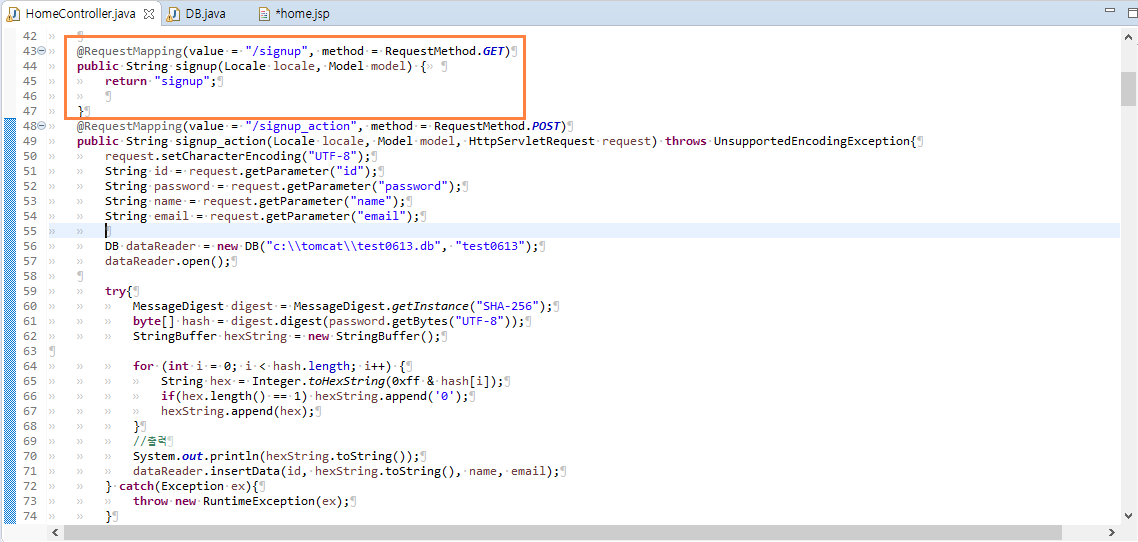 HomeController.java DB.java *home.jsp
42
43 @RequestMapping(value = "/signup", method = RequestMethod.GET)
44 public String signup(Locale locale, Model model) {
45 return "signup";
46
47 }
48 @RequestMapping(value = "/signup_action", method = RequestMethod.POST)
49 public String signup_action(Locale locale, Model model, HttpServletRequest request) throws UnsupportedEncodingException{
50 request.setCharacterEncoding("UTF-8");
51 String id = request.getParameter("id");
52 String password = request.getParameter("password");
53 String name = request.getParameter("name");
54 String email = request.getParameter("email");
55
56 DB dataReader = new DB("c:\\tomcat\\test0613.db", "test0613");
57 dataReader.open();
58
59 try{
60 MessageDigest digest = MessageDigest.getInstance("SHA-256");
61 byte[] hash = digest.digest(password.getBytes("UTF-8"));
62 StringBuffer hexString = new StringBuffer();
63
64 for (int i = 0; i < hash.length; i++) {
65 String hex = Integer.toHexString(0xff & hash[i]);
66 if(hex.length() == 1) hexString.append('0');
67 hexString.append(hex);
68 }
69 //출력
70 System.out.println(hexString.toString());
71 dataReader.insertData(id, hexString.toString(), name, email);
72 } catch(Exception ex){
73 throw new RuntimeException(ex);
74 }